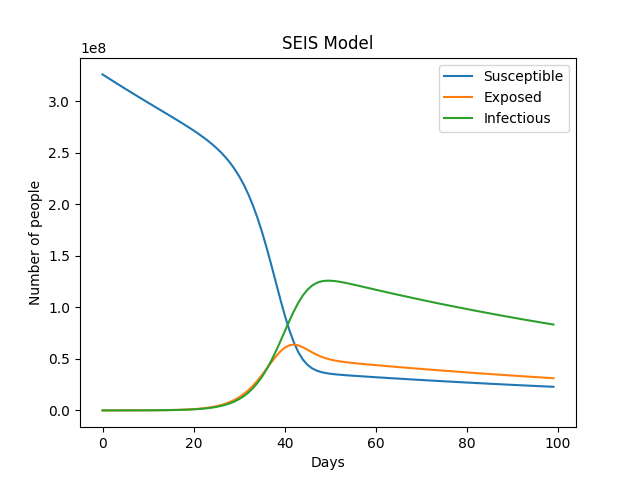 SEIS Model
1e8
Susceptible
Exposed
Infectious
3.0
2.5
2.0
1.5
1.0
0.5
0.0
Number of people
0 20 40 60 80 100
Days